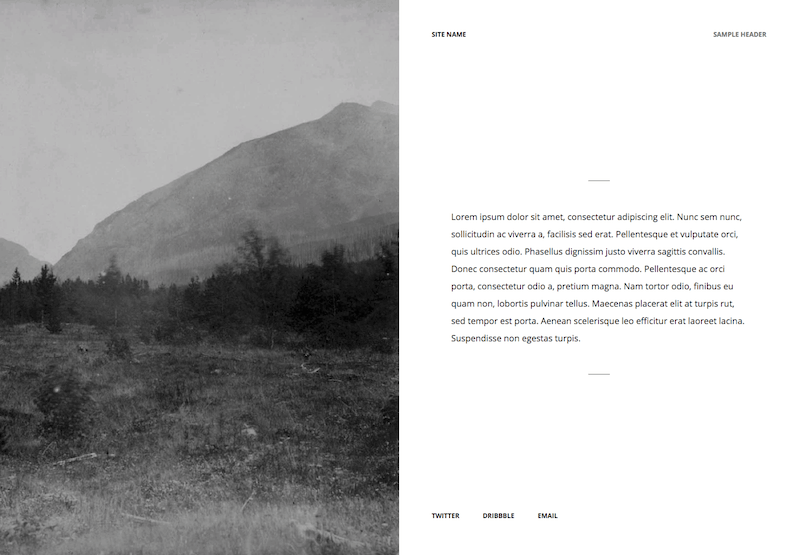 SITE NAME
SAMPLE HEADER
Lorem ipsum dolor sit amet, consectetur adipiscing elit. Nunc sem nunc,
sollicitudin ac viverra a, facilisis sed erat. Pellentesque et vulputate orci,
quis ultrices odio. Phasellus dignissim justo viverra sagittis convallis.
Donec consectetur quam quis porta commodo. Pellentesque ac orci
porta, consectetur odio a, pretium magna. Nam tortor odio, finibus eu
quam non, lobortis pulvinar tellus. Maecenas placerat elit at turpis rut,
sed tempor est porta. Aenean scelerisque leo efficitur erat laoreet lacina.
Suspendisse non egestas turpis.
TWITTER
DRIBBBLE
EMAIL